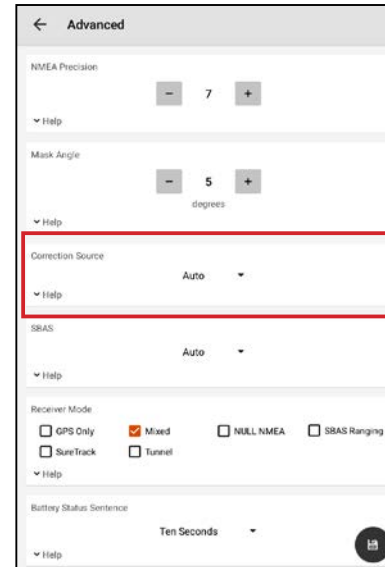 Advanced
NMEA Precision
− 7 +
Help
Mask Angle
− 5 +
degrees
Help
Correction Source
Auto
Help
SBAS
Auto
Help
Receiver Mode
GPS Only Mixed NULL NMEA SBAS Ranging
SureTrack Tunnel
Help
Battery Status Sentence
Ten Seconds
Help